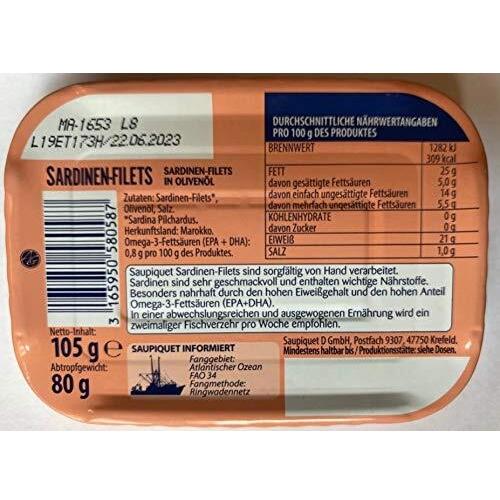 MA-1653 L8
L19ET173H/22.06.2023
SARDINEN-FILETS
SARDINEN-FILETS
IN OLIVENÖL
Zutaten: Sardinen-Filets*,
Olivenöl, Salz.
*Sardina Pilchardus.
Herkunftsland: Marokko.
Omega-3-Fettsäuren (EPA + DHA):
0,8 g pro 100 g des Produktes.
3 165950 580587
DURCHSCHNITTLICHE NÄHRWERTANGABEN
PRO 100 g DES PRODUKTES
BRENNWERT 1282 kJ
309 kcal
FETT 25 g
davon gesättigte Fettsäuren 5,0 g
davon einfach ungesättigte Fettsäuren 14 g
davon mehrfach ungesättigte Fettsäuren 5,5 g
KOHLENHYDRATE 0 g
davon Zucker 0 g
EIWEIß 21 g
SALZ 1,0 g
Saupiquet Sardinen-Filets sind sorgfältig von Hand verarbeitet.
Sardinen sind sehr geschmackvoll und enthalten wichtige Nährstoffe.
Besonders nahrhaft durch den hohen Eiweißgehalt und den hohen Anteil
Omega-3-Fettsäuren (EPA+DHA).
In einer abwechslungsreichen und ausgewogenen Ernährung wird ein
zweimaliger Fischverzehr pro Woche empfohlen.
Netto-Inhalt:
105 g e
Abtropfgewicht:
80 g
SAUPIQUET INFORMIERT
Fanggebiet:
Atlantischer Ozean
FAO 34
Fangmethode:
Ringwadennetz
Saupiquet D GmbH, Postfach 9307, 47750 Krefeld.
Mindestens haltbar bis / Produktionsstätte: siehe Dosen.